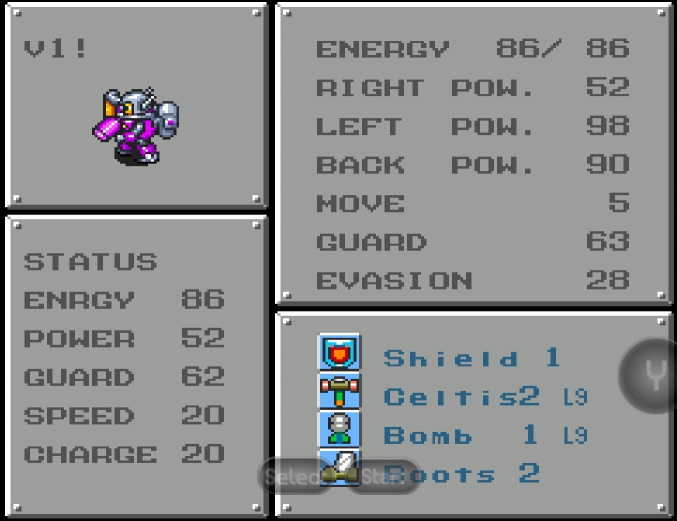 V1!
ENERGY 86/ 86
RIGHT POW. 52
LEFT POW. 98
BACK POW. 90
MOVE 5
GUARD 63
EVASION 28
STATUS
ENRGY 86
POWER 52
GUARD 62
SPEED 20
CHARGE 20
Shield 1
Celtis2 L9
Bomb 1 L9
Boots 2
Select
Start
Y